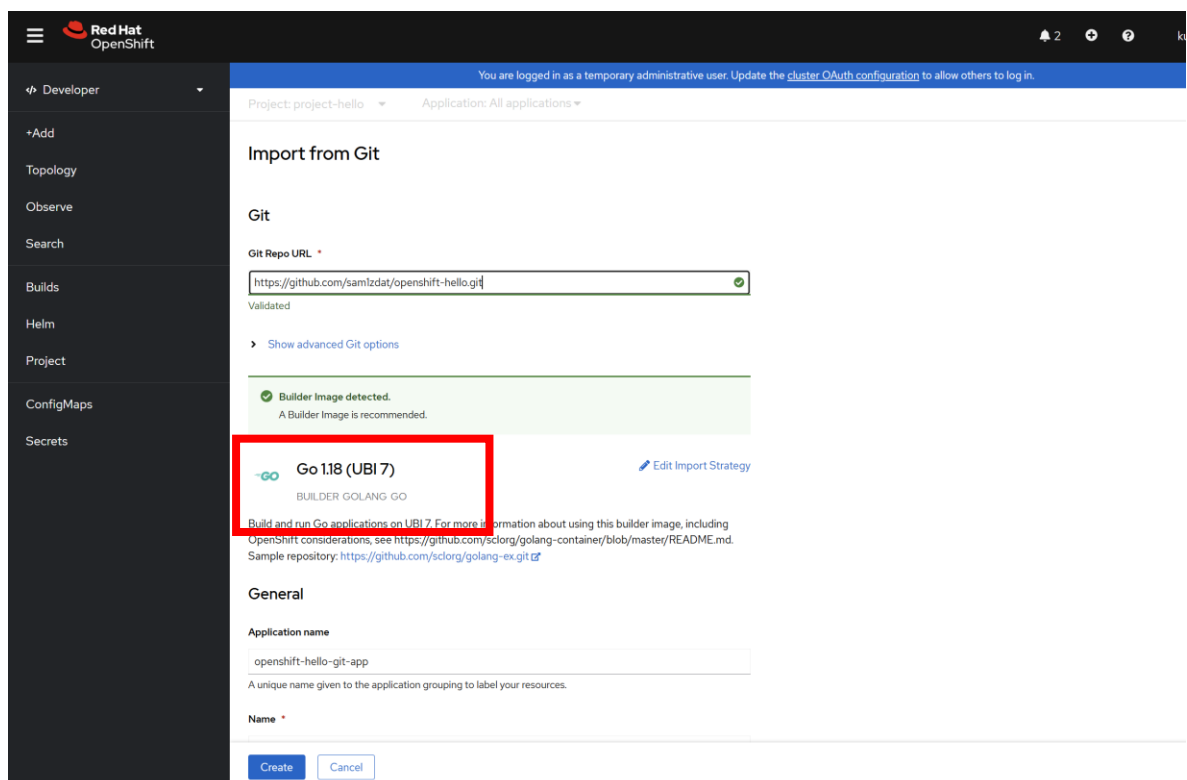 Red Hat
OpenShift
2
You are logged in as a temporary administrative user. Update the cluster OAuth configuration to allow others to log in.
Developer
Project: project-hello
Application: All applications
+Add
Topology
Observe
Search
Builds
Helm
Project
ConfigMaps
Secrets
Import from Git
Git
Git Repo URL *
https://github.com/sam1zdat/openshift-hello.git
Validated
Show advanced Git options
Builder Image detected.
A Builder Image is recommended.
GO
Go 1.18 (UBI 7)
BUILDER GOLANG GO
Edit Import Strategy
Build and run Go applications on UBI 7. For more information about using this builder image, including
OpenShift considerations, see https://github.com/sclorg/golang-container/blob/master/README.md.
Sample repository: https://github.com/sclorg/golang-ex.git
General
Application name
openshift-hello-git-app
A unique name given to the application grouping to label your resources.
Name *
Create
Cancel